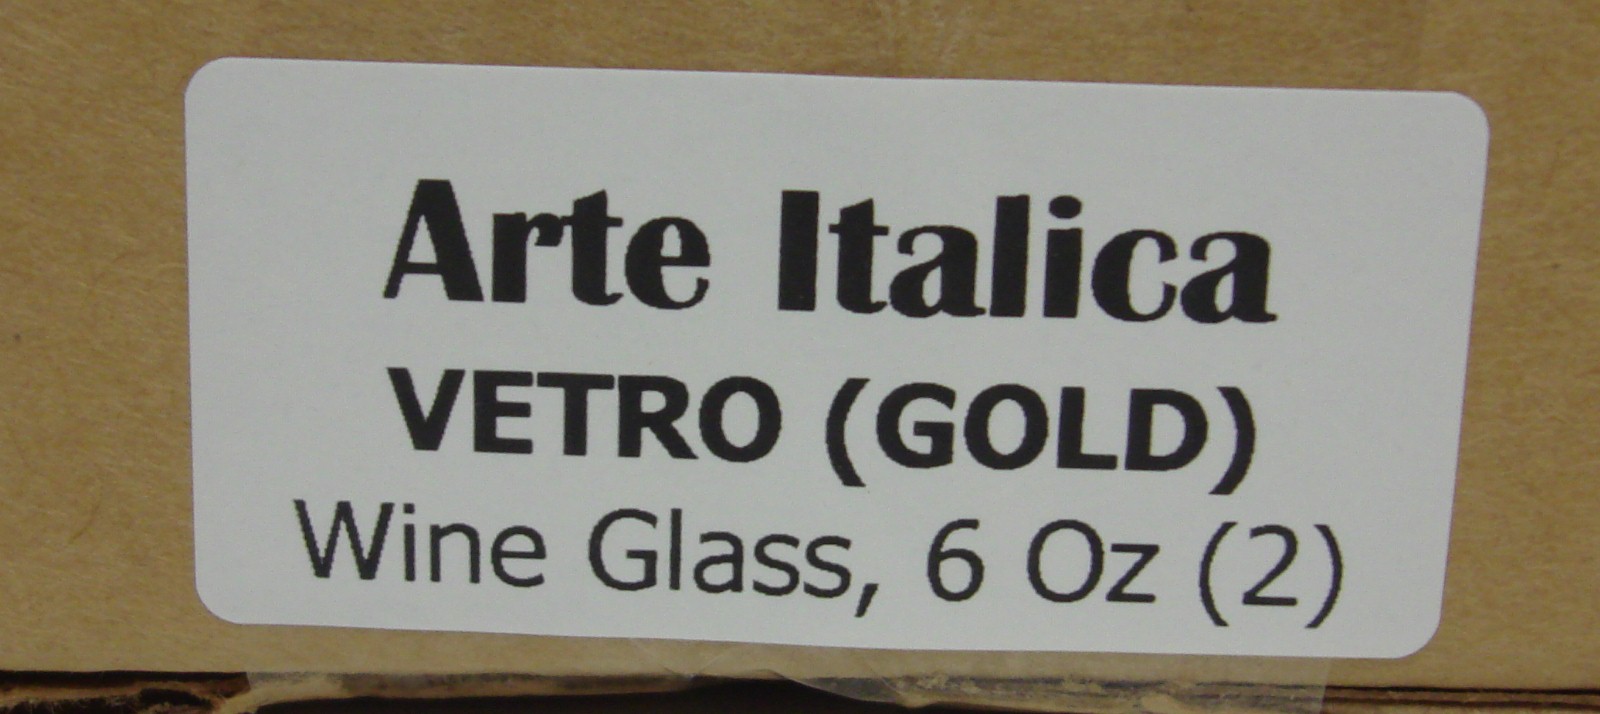 Arte Italica
VETRO (GOLD)
Wine Glass, 6 Oz (2)